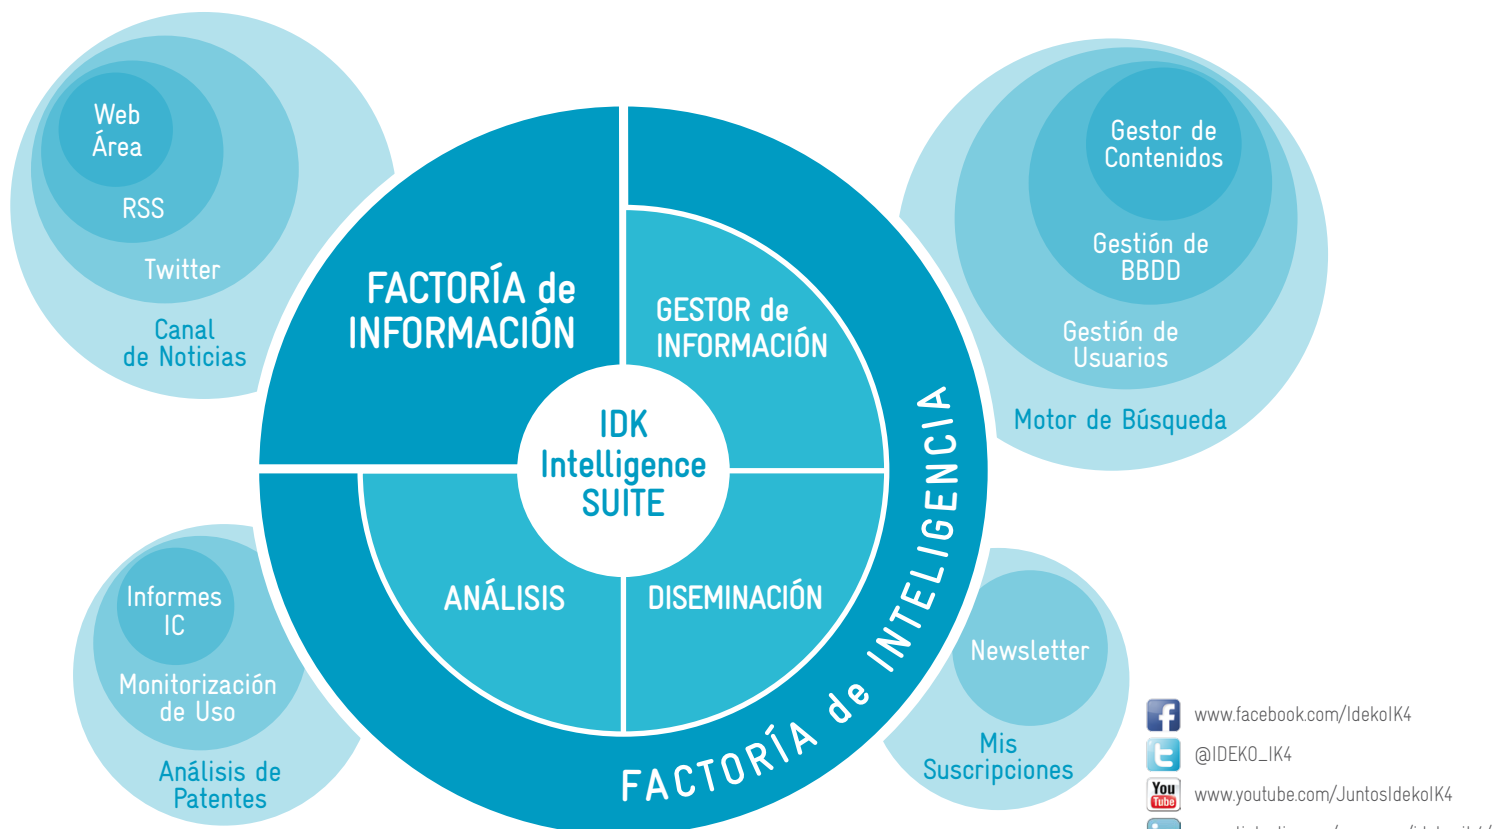 Web
Área
RSS
Twitter
Canal
de Noticias
FACTORÍA de
INFORMACIÓN
GESTOR de
INFORMACIÓN
IDK
Intelligence
SUITE
ANÁLISIS
DISEMINACIÓN
FACTORÍA de INTELIGENCIA
Gestor de
Contenidos
Gestión de
BBDD
Gestión de
Usuarios
Motor de Búsqueda
Informes
IC
Monitorización
de Uso
Análisis de
Patentes
Newsletter
Mis
Suscripciones
www.facebook.com/IdekoIK4
@IDEKO_IK4
You
Tube
www.youtube.com/JuntosIdekoIK4